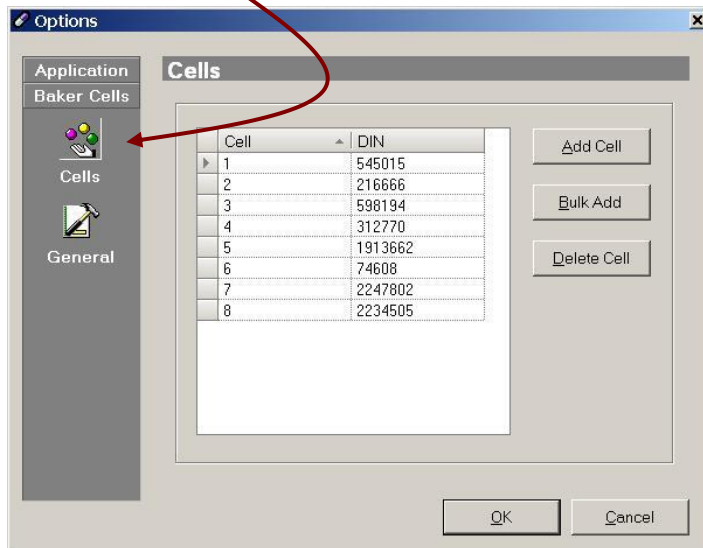 Options
Application
Baker Cells
Cells
General
Cells
Cell DIN
1 545015
2 216666
3 598194
4 312770
5 1913662
6 74608
7 2247802
8 2234505
Add Cell
Bulk Add
Delete Cell
OK Cancel